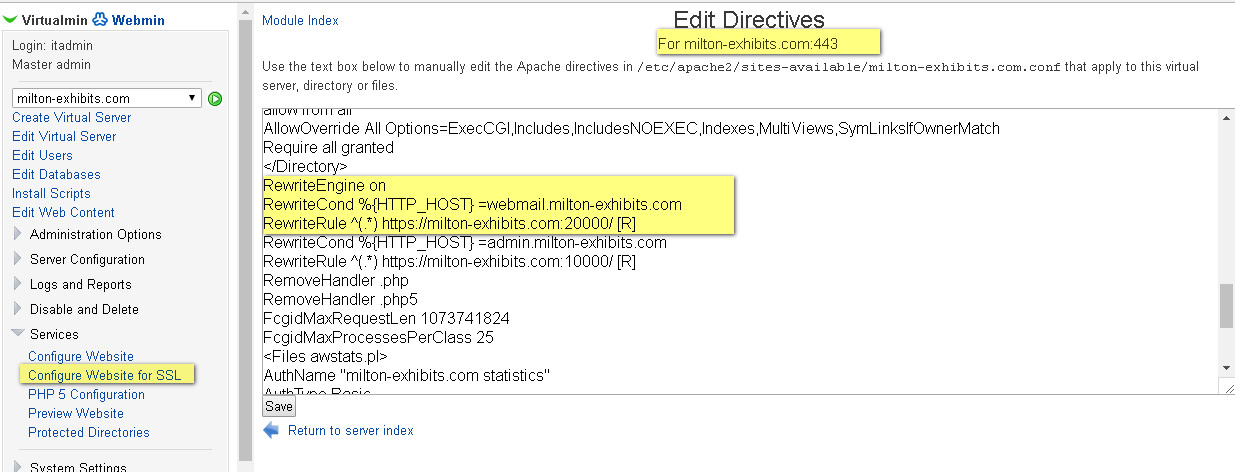 Virtualmin Webmin
Login: itadmin
Master admin
milton-exhibits.com
Create Virtual Server
Edit Virtual Server
Edit Users
Edit Databases
Install Scripts
Edit Web Content
Administration Options
Server Configuration
Logs and Reports
Disable and Delete
Services
Configure Website
Configure Website for SSL
PHP 5 Configuration
Preview Website
Protected Directories
System Settings
Module Index
Edit Directives
For milton-exhibits.com:443
Use the text box below to manually edit the Apache directives in /etc/apache2/sites-available/milton-exhibits.com.conf that apply to this virtual
server, directory or files.
allow from all
AllowOverride All Options=ExecCGI,Includes,IncludesNOEXEC,Indexes,MultiViews,SymLinksIfOwnerMatch
Require all granted
</Directory>
RewriteEngine on
RewriteCond %{HTTP_HOST} =webmail.milton-exhibits.com
RewriteRule ^(.*) https://milton-exhibits.com:20000/ [R]
RewriteCond %{HTTP_HOST} =admin.milton-exhibits.com
RewriteRule ^(.*) https://milton-exhibits.com:10000/ [R]
RemoveHandler .php
RemoveHandler .php5
FcgidMaxRequestLen 1073741824
FcgidMaxProcessesPerClass 25
<Files awstats.pl>
AuthName "milton-exhibits.com statistics"
AuthType Basic
Save
Return to server index